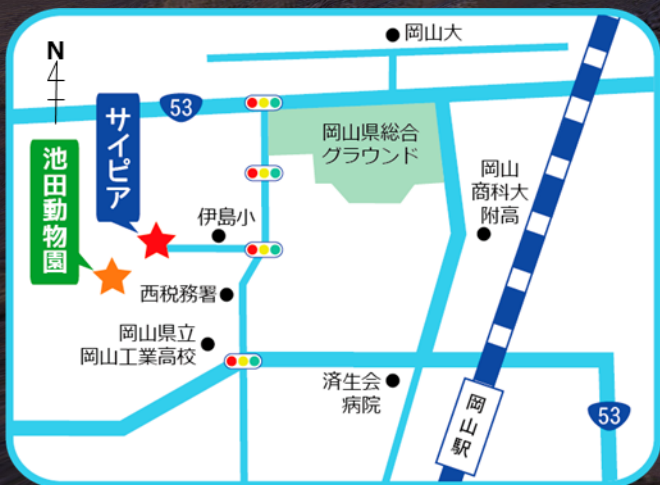 岡山大
N
53
サイピア
岡山県総合
グラウンド
池田動物園
岡山
商科大
附高
伊島小
西税務署
岡山県立
岡山工業高校
済生会
病院
岡山駅
53